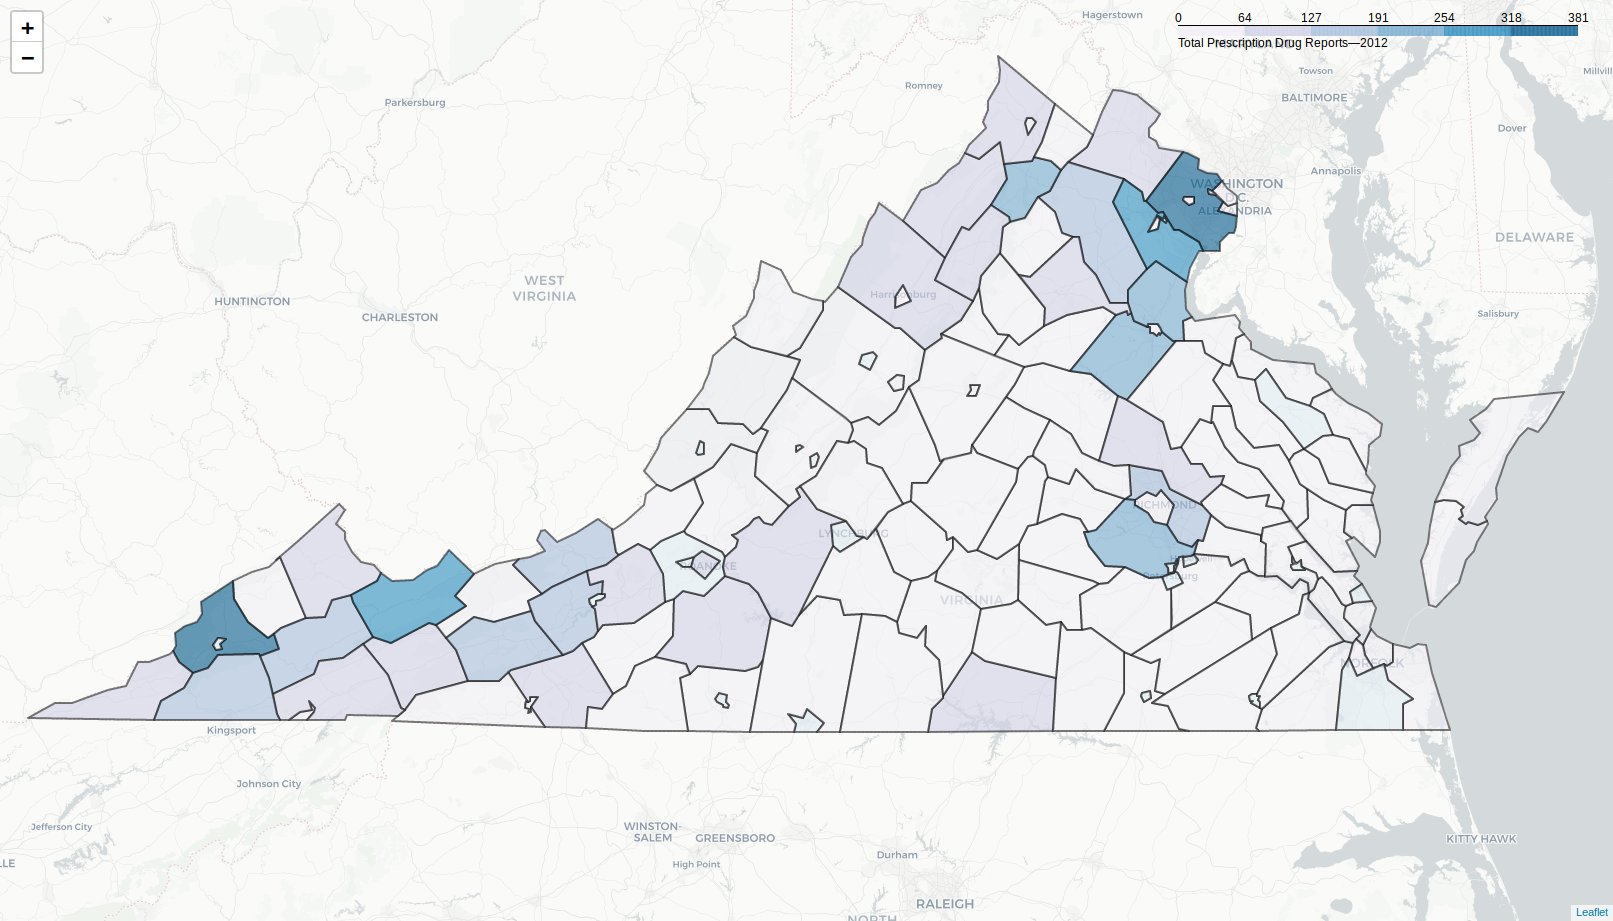 +
−
Hagerstown
0 64 127 191 254 318 381
Total Prescription Drug Reports—2012
Towson
Millvill
Romney
BALTIMORE
Parkersburg
Dover
Annapolis
WASHINGTON
D.C.
ALEXANDRIA
DELAWARE
WEST
VIRGINIA
Harrisonburg
HUNTINGTON
CHARLESTON
Salisbury
RICHMOND
LYNCHBURG
ROANOKE
Petersburg
VIRGINIA
NORFOLK
Kingsport
Johnson City
Jefferson City
WINSTON-
SALEM
GREENSBORO
KITTY HAWK
Durham
LLE
High Point
RALEIGH
NORTH
Leaflet